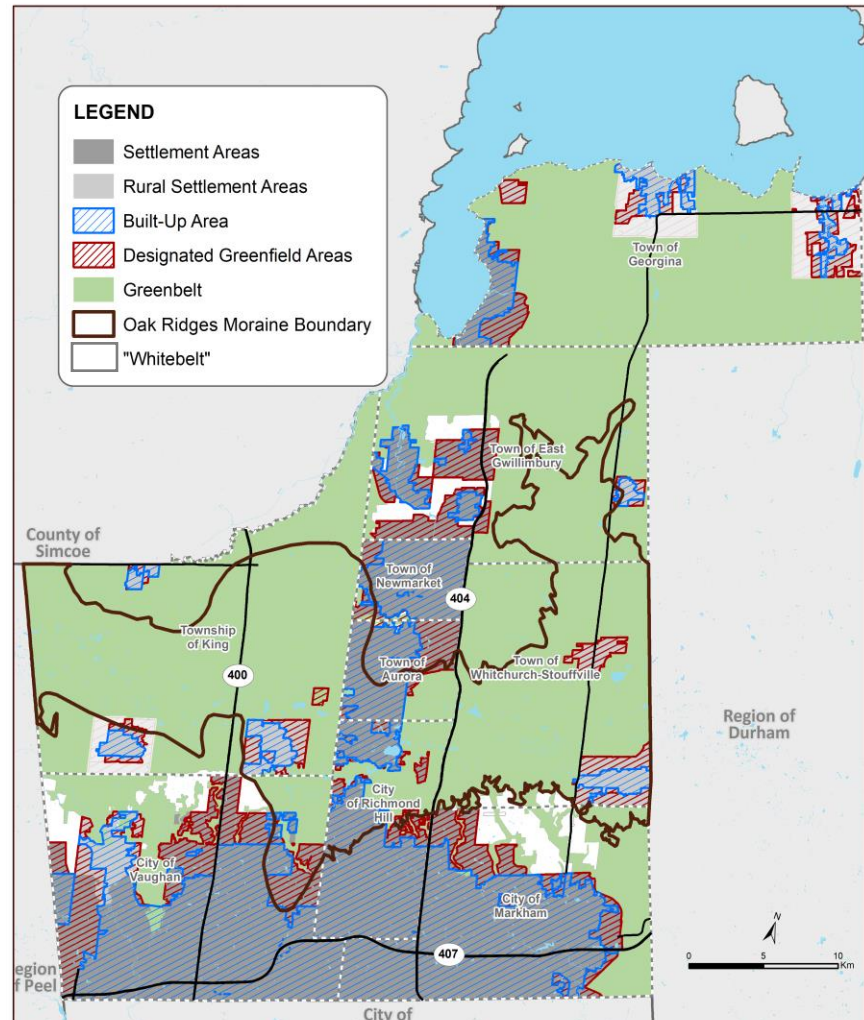 LEGEND
Settlement Areas
Rural Settlement Areas
Built-Up Area
Designated Greenfield Areas
Greenbelt
Oak Ridges Moraine Boundary
"Whitebelt"
Town of
Georgina
Town of East
Gwillimbury
County of
Simcoe
Town of
Newmarket
404
Township
of King
400
Town of
Aurora
Town of
Whitchurch-Stouffville
Region of
Durham
City
of Richmond
Hill
City of
Vaughan
City of
Markham
407
N
0 5 10
Km
egion
f Peel
City of